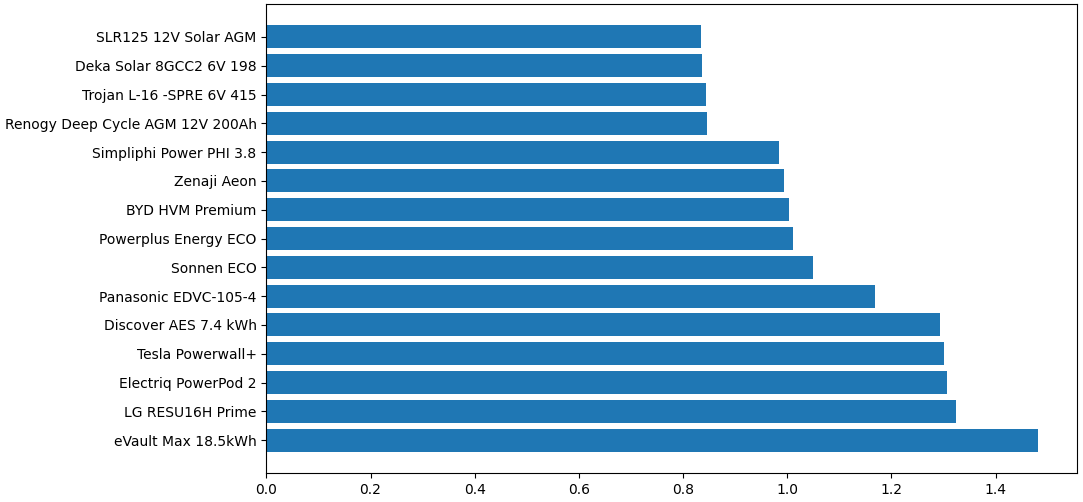 SLR125 12V Solar AGM
Deka Solar 8GCC2 6V 198
Trojan L-16 -SPRE 6V 415
Renogy Deep Cycle AGM 12V 200Ah
Simpliphi Power PHI 3.8
Zenaji Aeon
BYD HVM Premium
Powerplus Energy ECO
Sonnen ECO
Panasonic EDVC-105-4
Discover AES 7.4 kWh
Tesla Powerwall+
Electriq PowerPod 2
LG RESU16H Prime
eVault Max 18.5kWh
0.0 0.2 0.4 0.6 0.8 1.0 1.2 1.4